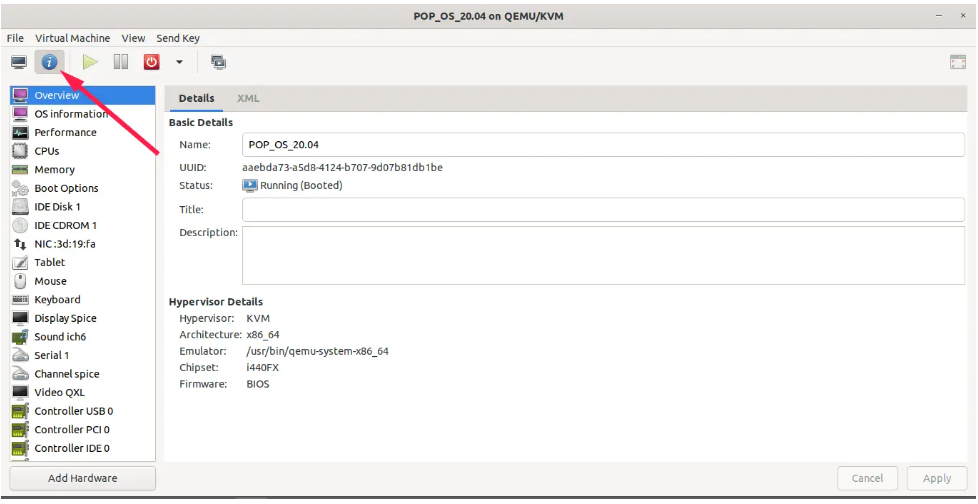 POP_OS_20.04 on QEMU/KVM
File Virtual Machine View Send Key
Overview
OS information
Performance
CPUs
Memory
Boot Options
IDE Disk 1
IDE CDROM 1
NIC :3d:19:fa
Tablet
Mouse
Keyboard
Display Spice
Sound ich6
Serial 1
Channel spice
Video QXL
Controller USB 0
Controller PCI 0
Controller IDE 0
Add Hardware
Details XML
Basic Details
Name: POP_OS_20.04
UUID: aaebda73-a5d8-4124-b707-9d07b81db1be
Status: Running (Booted)
Title:
Description:
Hypervisor Details
Hypervisor: KVM
Architecture: x86_64
Emulator: /usr/bin/qemu-system-x86_64
Chipset: i440FX
Firmware: BIOS
Cancel Apply